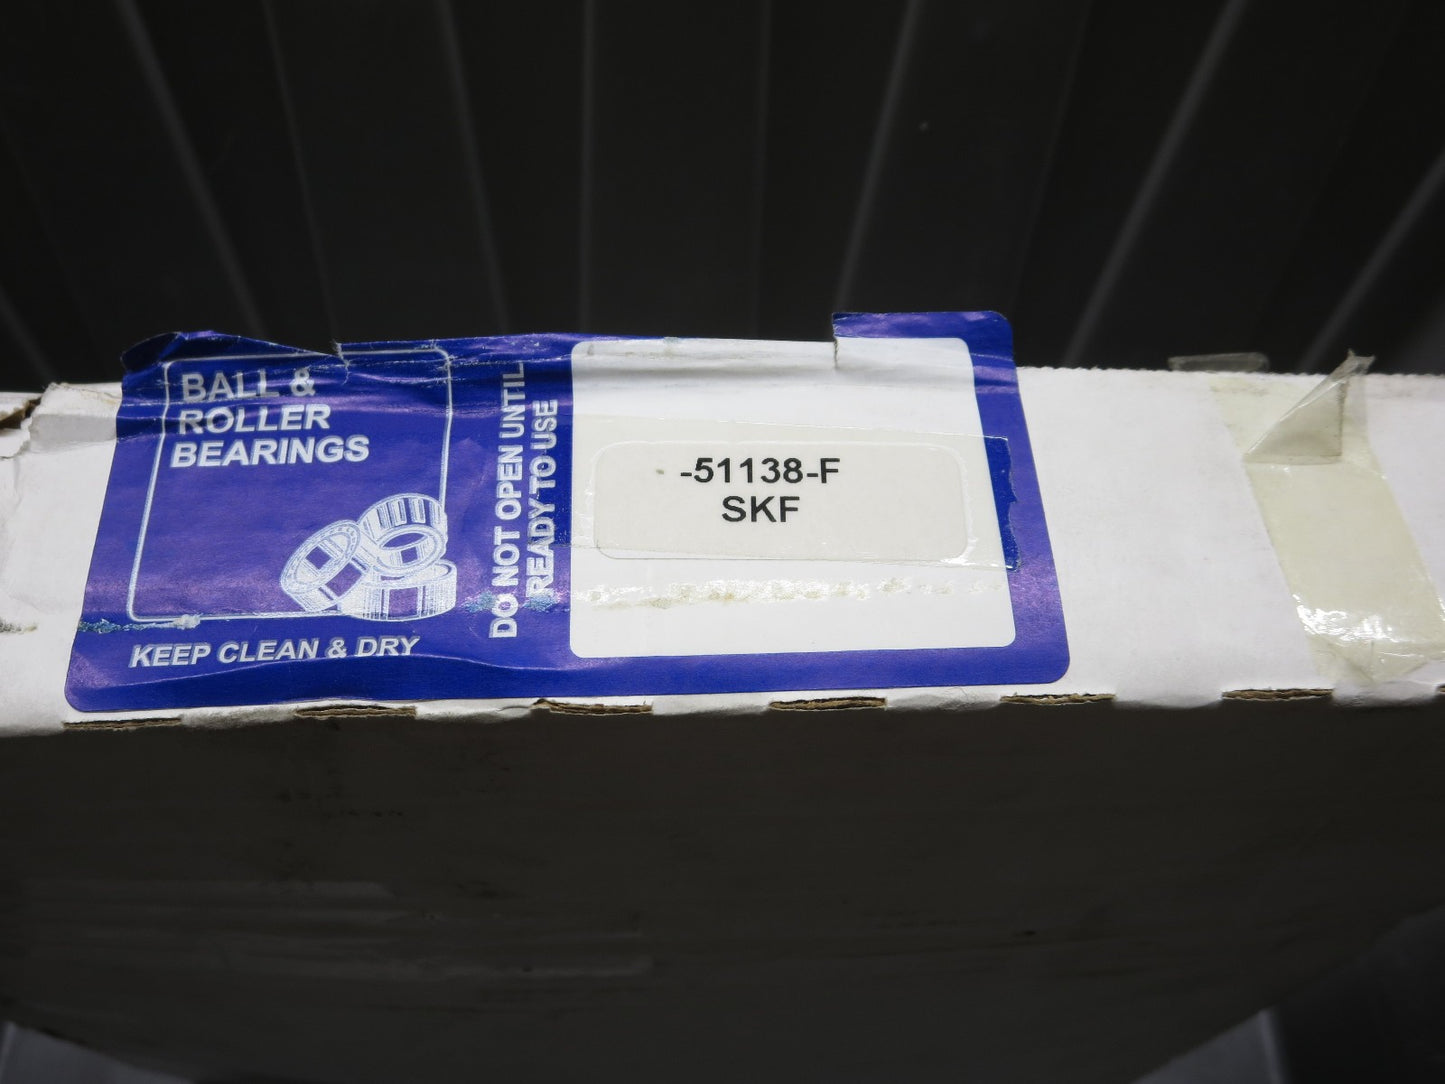 BALL &
ROLLER
BEARINGS
KEEP CLEAN & DRY
DO NOT OPEN UNTIL
READY TO USE
-51138-F
SKF